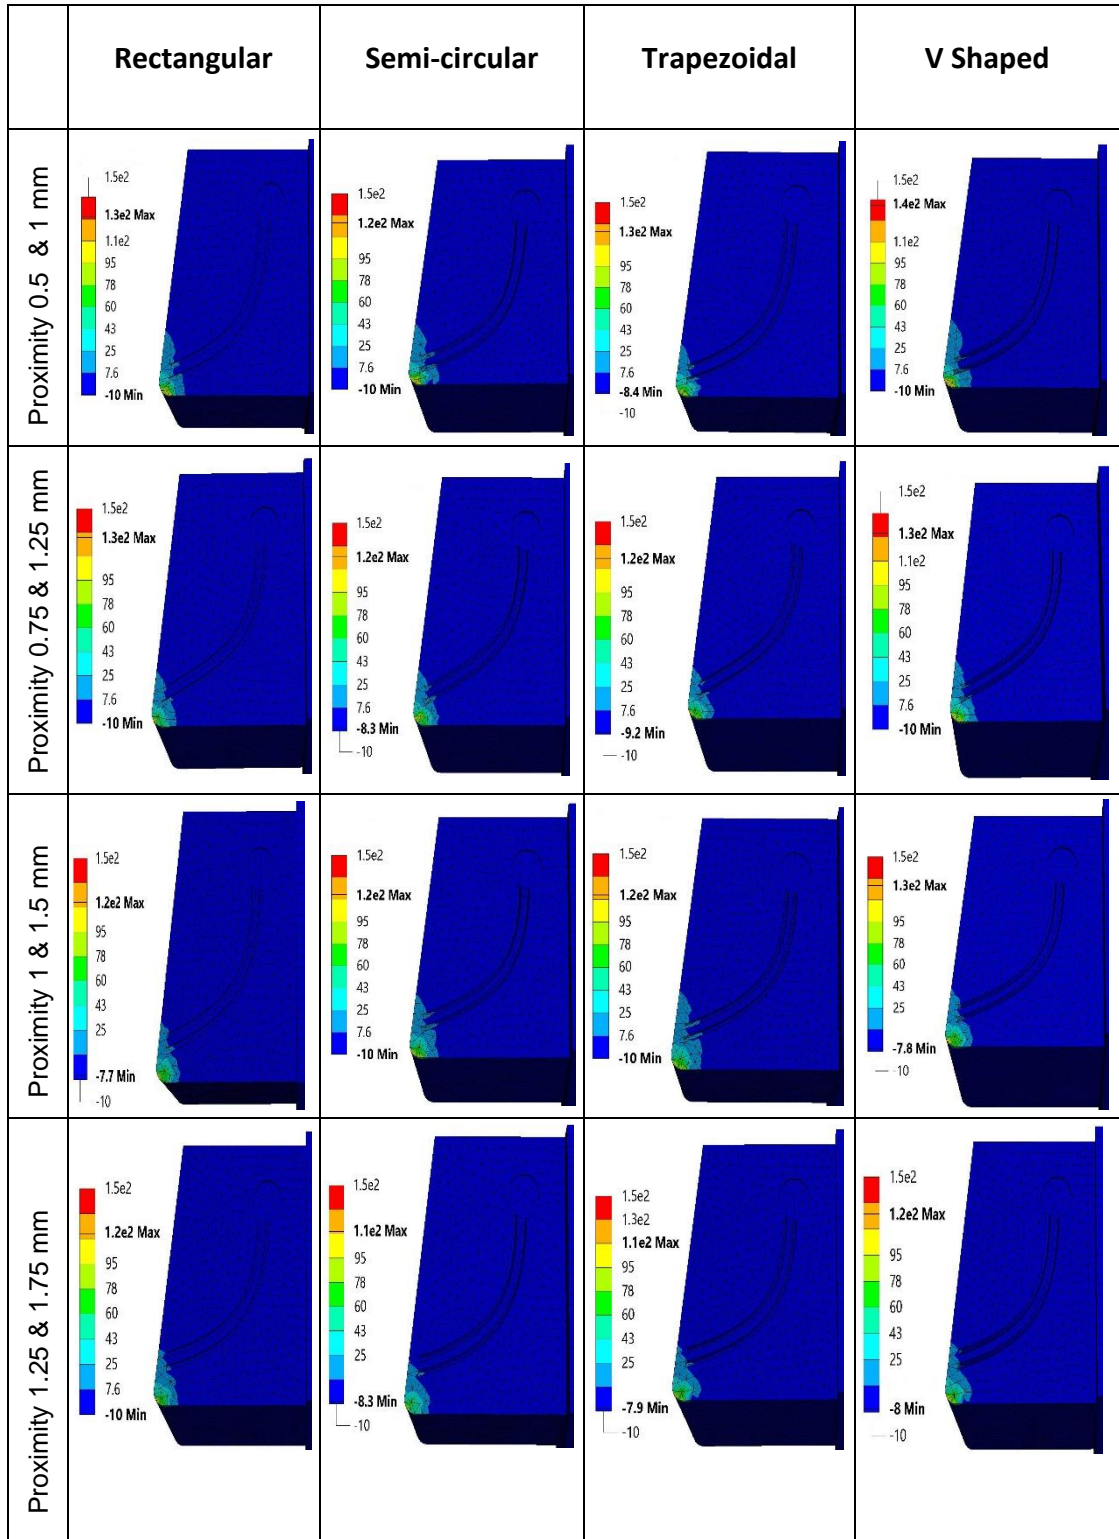 Rectangular
Semi-circular
Trapezoidal
V Shaped
Proximity 0.5 & 1 mm
1.5e2
1.3e2 Max
1.1e2
95
78
60
43
25
7.6
-10 Min
1.5e2
1.2e2 Max
95
78
60
43
25
7.6
-10 Min
1.5e2
1.3e2 Max
95
78
60
43
25
7.6
-8.4 Min
-10
1.5e2
1.4e2 Max
1.1e2
95
78
60
43
25
7.6
-10 Min
Proximity 0.75 & 1.25 mm
1.5e2
1.3e2 Max
95
78
60
43
25
7.6
-10 Min
1.5e2
1.2e2 Max
95
78
60
43
25
7.6
-8.3 Min
-10
1.5e2
1.2e2 Max
95
78
60
43
25
7.6
-9.2 Min
-10
1.5e2
1.3e2 Max
1.1e2
95
78
60
43
25
7.6
-10 Min
Proximity 1 & 1.5 mm
1.5e2
1.2e2 Max
95
78
60
43
25
-7.7 Min
-10
1.5e2
1.2e2 Max
95
78
60
43
25
7.6
-10 Min
1.5e2
1.2e2 Max
95
78
60
43
25
7.6
-10 Min
1.5e2
1.3e2 Max
95
78
60
43
25
-7.8 Min
-10
Proximity 1.25 & 1.75 mm
1.5e2
1.2e2 Max
95
78
60
43
25
7.6
-10 Min
1.5e2
1.1e2 Max
95
78
60
43
25
-8.3 Min
-10
1.5e2
1.3e2
1.1e2 Max
95
78
60
43
25
-7.9 Min
-10
1.5e2
1.2e2 Max
95
78
60
43
25
-8 Min
-10